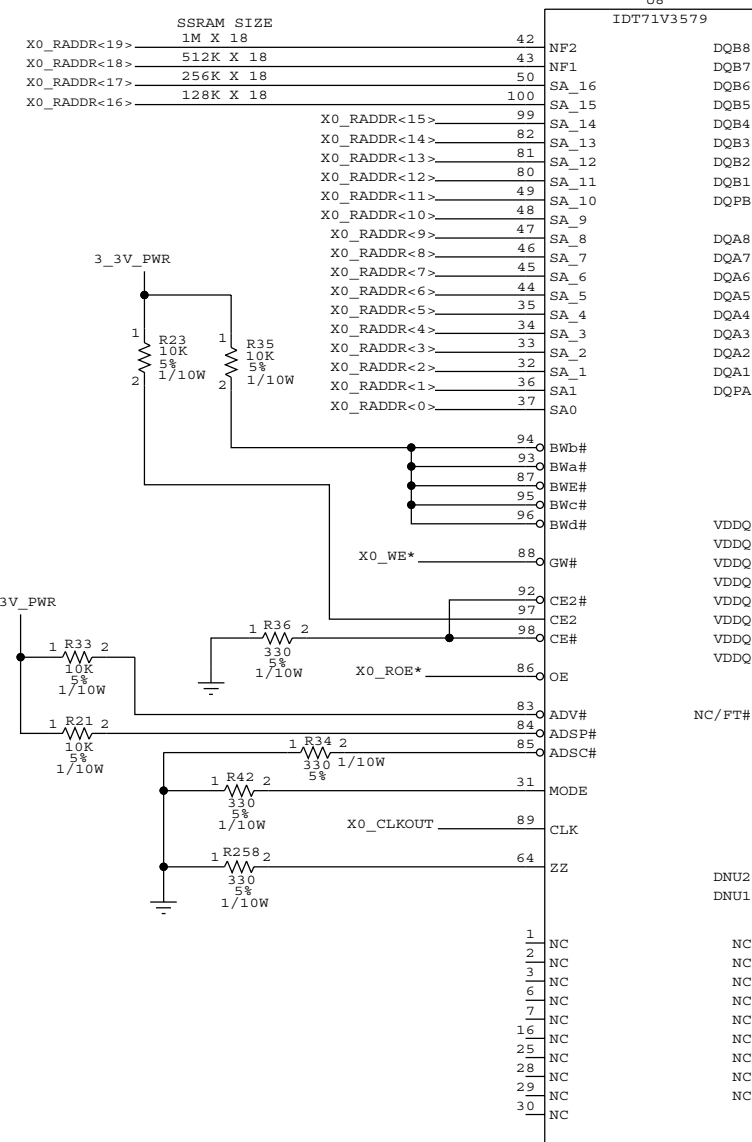 U8
IDT71V3579
SSRAM SIZE
X0_RADDR<19> 1M X 18 42 NF2 DQB8
X0_RADDR<18> 512K X 18 43 NF1 DQB7
X0_RADDR<17> 256K X 18 50 SA_16 DQB6
X0_RADDR<16> 128K X 18 100 SA_15 DQB5
X0_RADDR<15> 99 SA_14 DQB4
X0_RADDR<14> 82 SA_13 DQB3
X0_RADDR<13> 81 SA_12 DQB2
X0_RADDR<12> 80 SA_11 DQB1
X0_RADDR<11> 49 SA_10 DQPB
X0_RADDR<10> 48 SA_9
X0_RADDR<9> 47 SA_8 DQA8
X0_RADDR<8> 46 SA_7 DQA7
X0_RADDR<7> 45 SA_6 DQA6
X0_RADDR<6> 44 SA_5 DQA5
X0_RADDR<5> 35 SA_4 DQA4
X0_RADDR<4> 34 SA_3 DQA3
X0_RADDR<3> 33 SA_2 DQA2
X0_RADDR<2> 32 SA_1 DQA1
X0_RADDR<1> 36 SA1 DQPA
X0_RADDR<0> 37 SA0
3_3V_PWR
1 R23
10K
5%
1/10W
2
1 R35
10K
5%
1/10W
2
94 BWb#
93 BWa#
87 BWE#
95 BWc#
96 BWd# VDDQ
VDDQ
X0_WE* 88 GW# VDDQ
VDDQ
92 CE2# VDDQ
97 CE2 VDDQ
98 CE# VDDQ
VDDQ
1 R36 2
330
5%
1/10W
X0_ROE* 86 OE
3V_PWR
1 R33 2
10K
5%
1/10W
83 ADV# NC/FT#
1 R21 2
10K
5%
1/10W
84 ADSP#
85 ADSC#
1 R34 2
330 1/10W
5%
1 R42 2
330
5%
1/10W
31 MODE
X0_CLKOUT 89 CLK
1 R258 2
330
5%
1/10W
64 ZZ
DNU2
DNU1
1 NC NC
2 NC NC
3 NC NC
6 NC NC
7 NC NC
16 NC NC
25 NC NC
28 NC NC
29 NC NC
30 NC